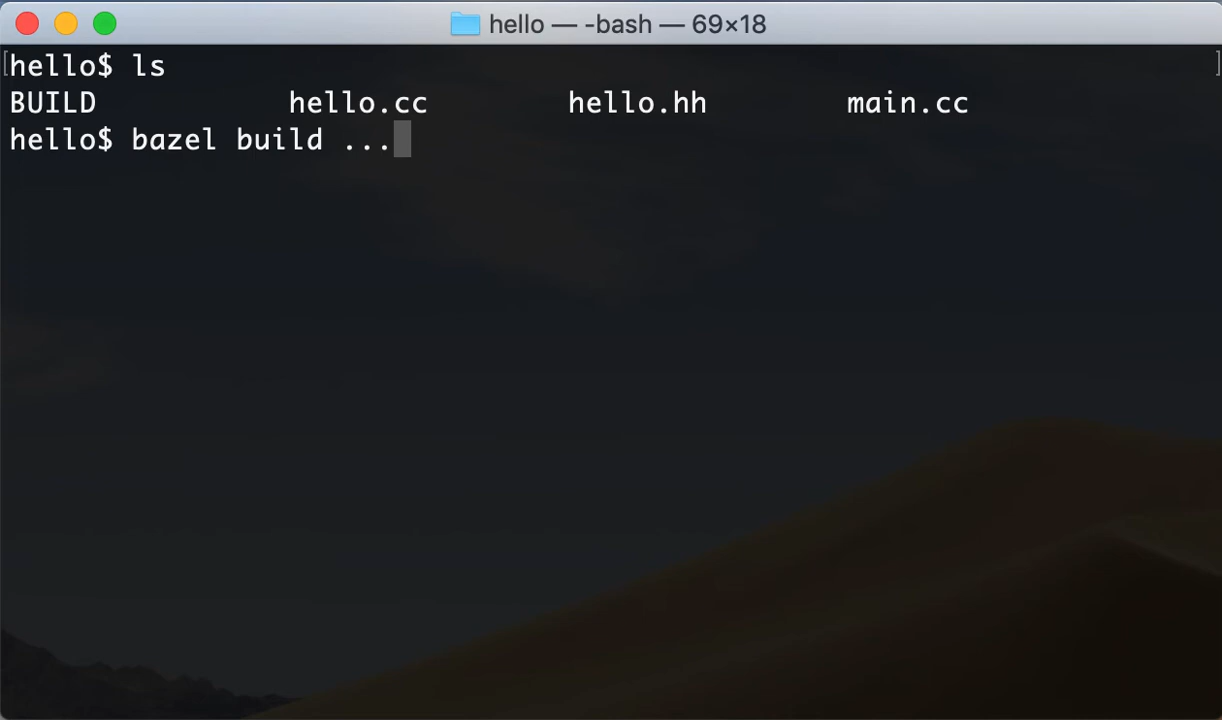 hello — -bash — 69×18
hello$ ls
BUILD hello.cc hello.hh main.cc
hello$ bazel build ...